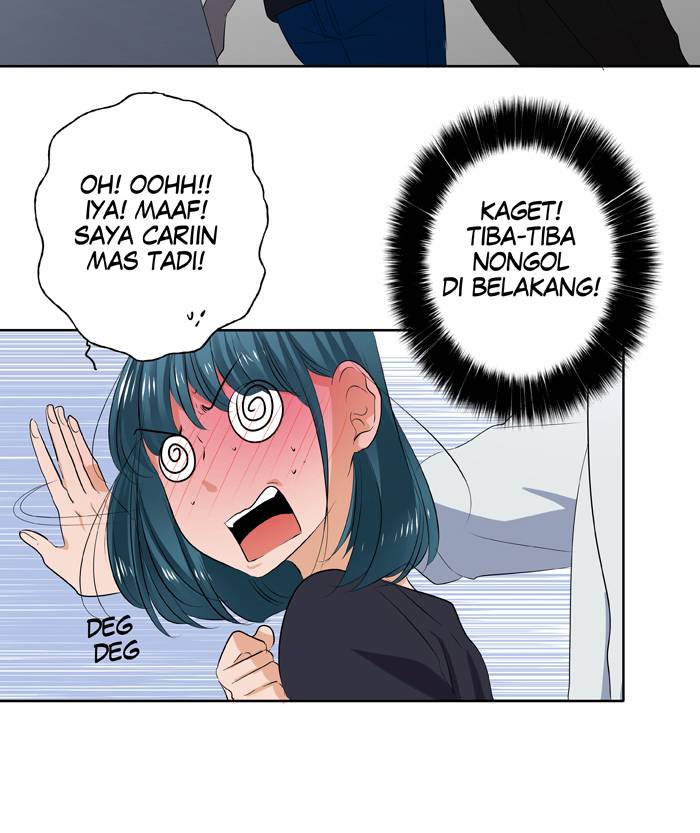 OH! OOHH!!
IYA! MAAF!
SAYA CARIIN
MAS TADI!
KAGET!
TIBA-TIBA
NONGOL
DI BELAKANG!
DEG
DEG